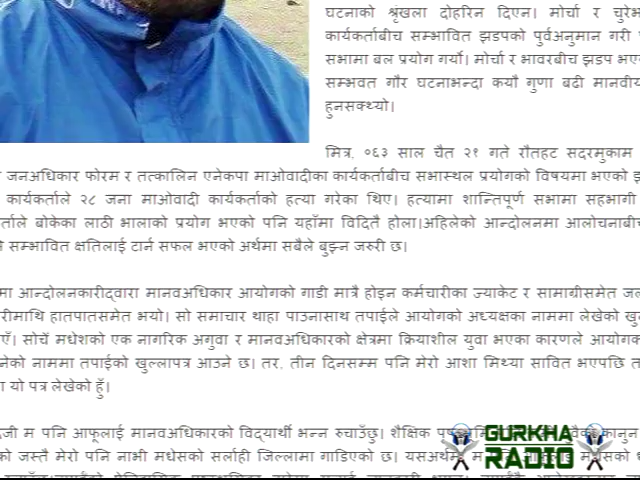 घटनाको श्रृंखला दोहरिन दिएन। मोर्चा र चुरेभ
कार्यकर्ताबीच सम्भावित झडपको पुर्वअनुमान गरी
सभामा बल प्रयोग गर्यो। मोर्चा र भावरबीच झडप भए
सम्भवत गौर घटनाभन्दा कयौ गुणा बढी मानवीय
हुनसक्थ्यो।
मित्र, ०६३ साल चैत २१ गते रौतहट सदरमुकाम
जनअधिकार फोरम र तत्कालिन एनेकपा माओवादीका कार्यकर्ताबीच सभास्थल प्रयोगको विषयमा भएको
कार्यकर्ताले २८ जना माओवादी कार्यकर्ताको हत्या गरेका थिए। हत्यामा शान्तिपूर्ण सभामा सहभागी
र्ताले बोकेका लाठी भालाको प्रयोग भएको पनि यहाँमा विदितै होला।अहिलेको आन्दोलनमा आलोचनाबी
सम्भावित क्षतिलाई टार्न सफल भएको अर्थमा सबैले बुझ्न जरुरी छ।
मा आन्दोलनकारीद्वारा मानवअधिकार आयोगको गाडी मात्रै होइन कर्मचारीका ज्याकेट र सामाग्रीसमेत
रीमाथि हातपातसमेत भयो। सो समाचार थाहा पाउनासाथ तपाईले आयोगको अध्यक्षका नाममा लेखेको
एँ। सोचें मधेशको एक नागरिक अगुवा र मानवअधिकारको क्षेत्रमा क्रियाशील युवा भएका कारणले आयोगक
नेको नाममा तपाईको खुल्लापत्र आउने छ। तर, तीन दिनसम्म पनि मेरो आशा मिथ्या सावित भएपछि
यो पत्र लेखेको हुँ।
जी म पनि आफूलाई मानवअधिकारको विद्यार्थी भन्न रुचाउँछु। शैक्षिक कानुन
को जस्तै मेरो पनि नाभी मधेसको सर्लाही जिल्लामा गाडिएको छ। यसअर्थमा
GURKHA
RADIO